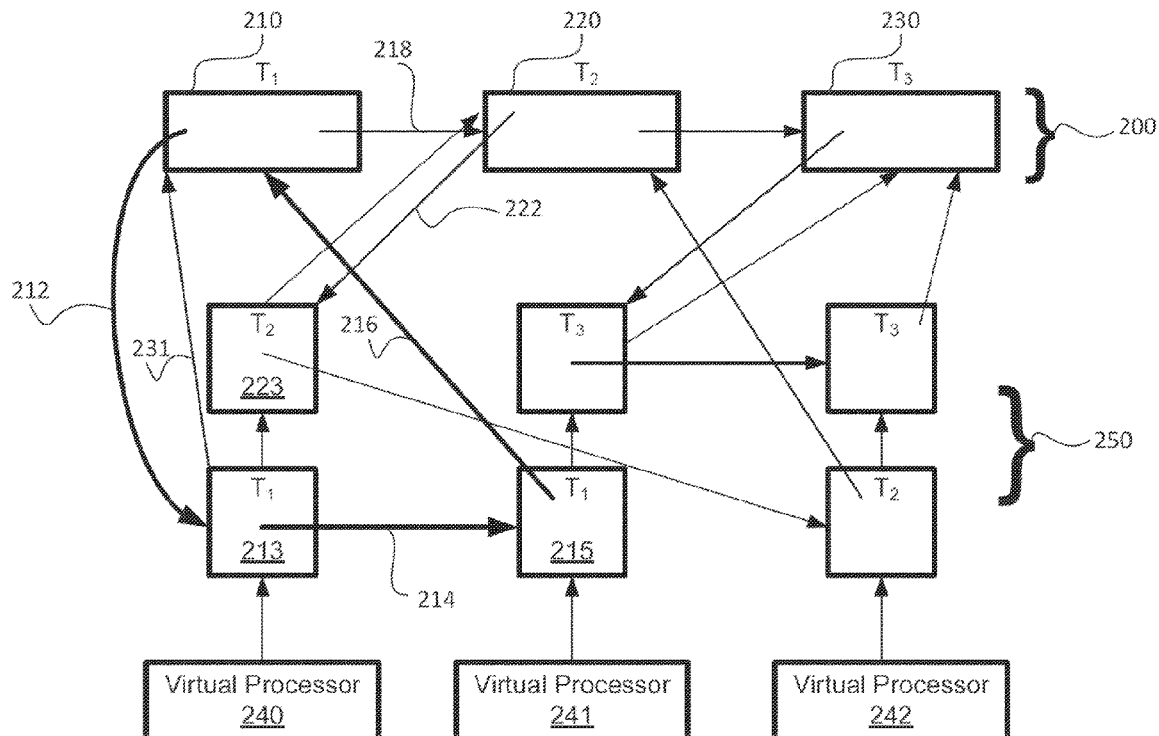 210
220
230
218
T₁
T₂
T₃
200
222
212
216
231
T₂
223
T₃
T₃
250
T₁
213
T₁
215
T₂
214
Virtual Processor
240
Virtual Processor
241
Virtual Processor
242